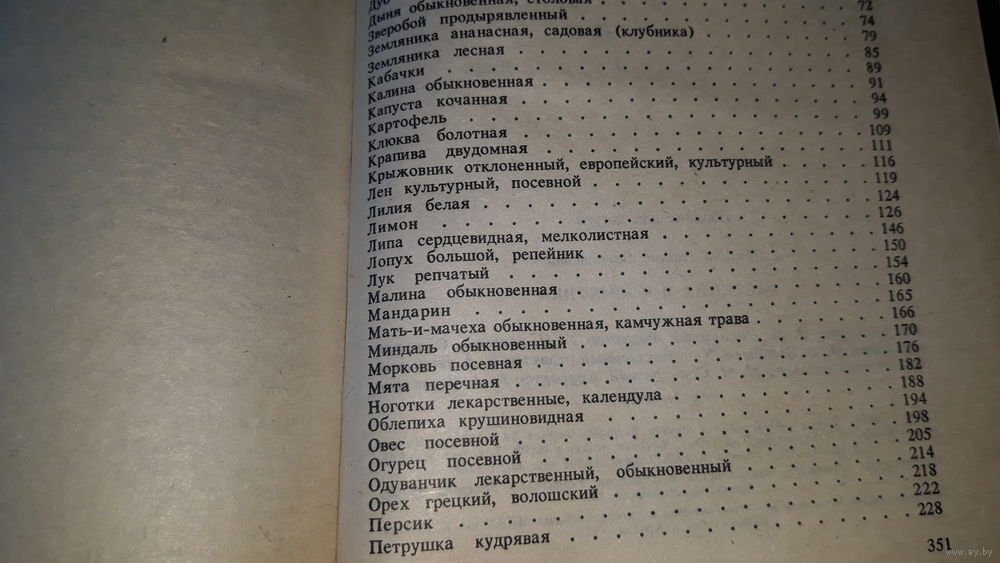 Дуб
Дыня обыкновенная, столовая . . . 72
Зверобой продырявленный . . . 74
Земляника ананасная, садовая (клубника) . . . 79
Земляника лесная . . . 85
Кабачки . . . 89
Калина обыкновенная . . . 91
Капуста кочанная . . . 94
Картофель . . . 99
Клюква болотная . . . 109
Крапива двудомная . . . 111
Крыжовник отклоненный, европейский, культурный . . . 116
Лен культурный, посевной . . . 119
Лилия белая . . . 124
Лимон . . . 126
Липа сердцевидная, мелколистная . . . 146
Лопух большой, репейник . . . 150
Лук репчатый . . . 154
Малина обыкновенная . . . 160
Мандарин . . . 165
Мать-и-мачеха обыкновенная, камчужная трава . . . 166
Миндаль обыкновенный . . . 170
Морковь посевная . . . 176
Мята перечная . . . 182
Ноготки лекарственные, календула . . . 188
Облепиха крушиновидная . . . 194
Овес посевной . . . 198
Огурец посевной . . . 205
Одуванчик лекарственный, обыкновенный . . . 214
Орех грецкий, волошский . . . 218
Персик . . . 222
Петрушка кудрявая . . . 228
351
www.ay.by